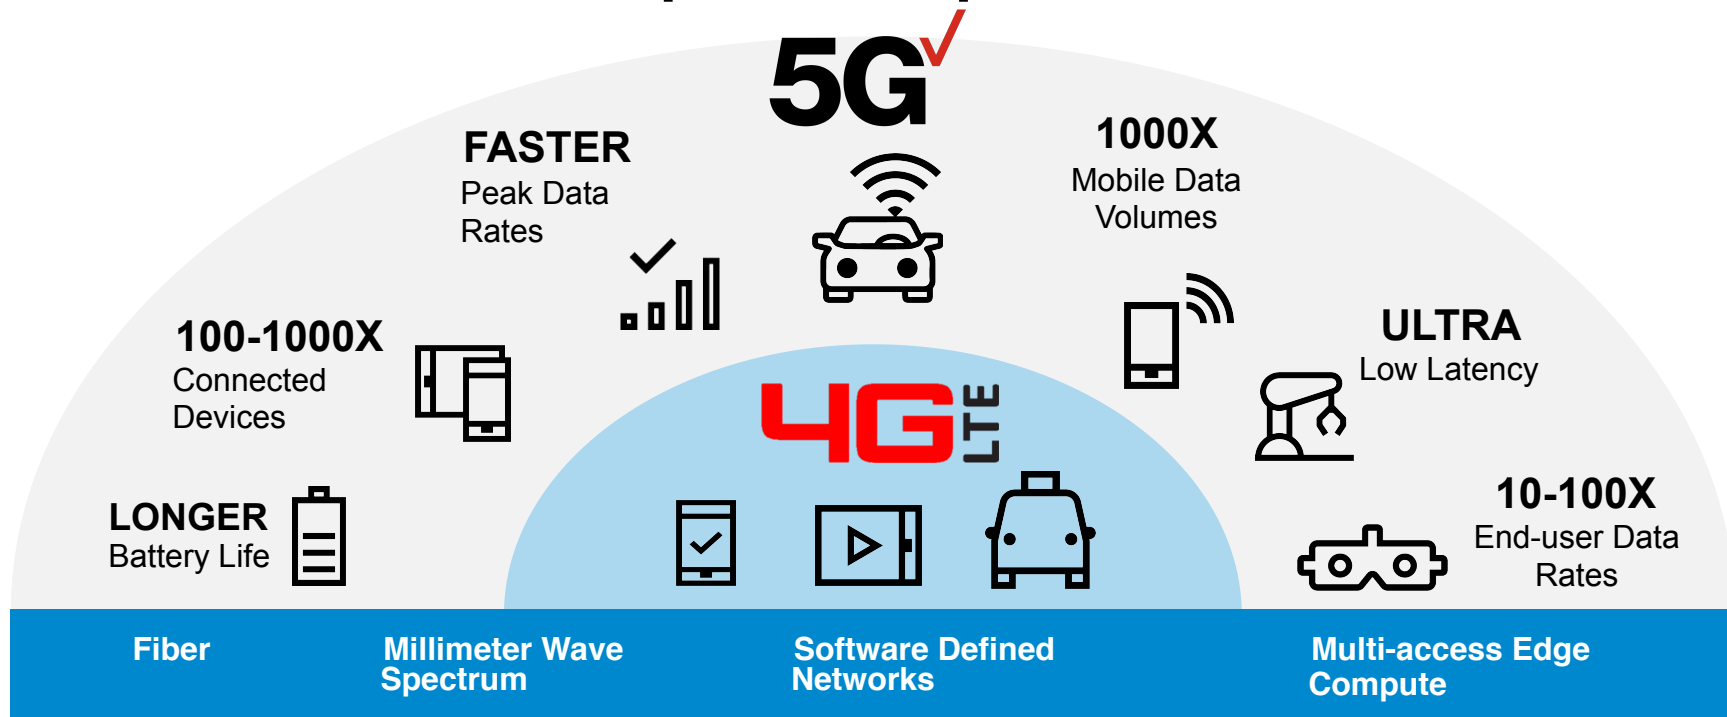 5G
FASTER
Peak Data
Rates
1000X
Mobile Data
Volumes
100-1000X
Connected
Devices
ULTRA
Low Latency
4G LTE
LONGER
Battery Life
10-100X
End-user Data
Rates
Fiber
Millimeter Wave
Spectrum
Software Defined
Networks
Multi-access Edge
Compute